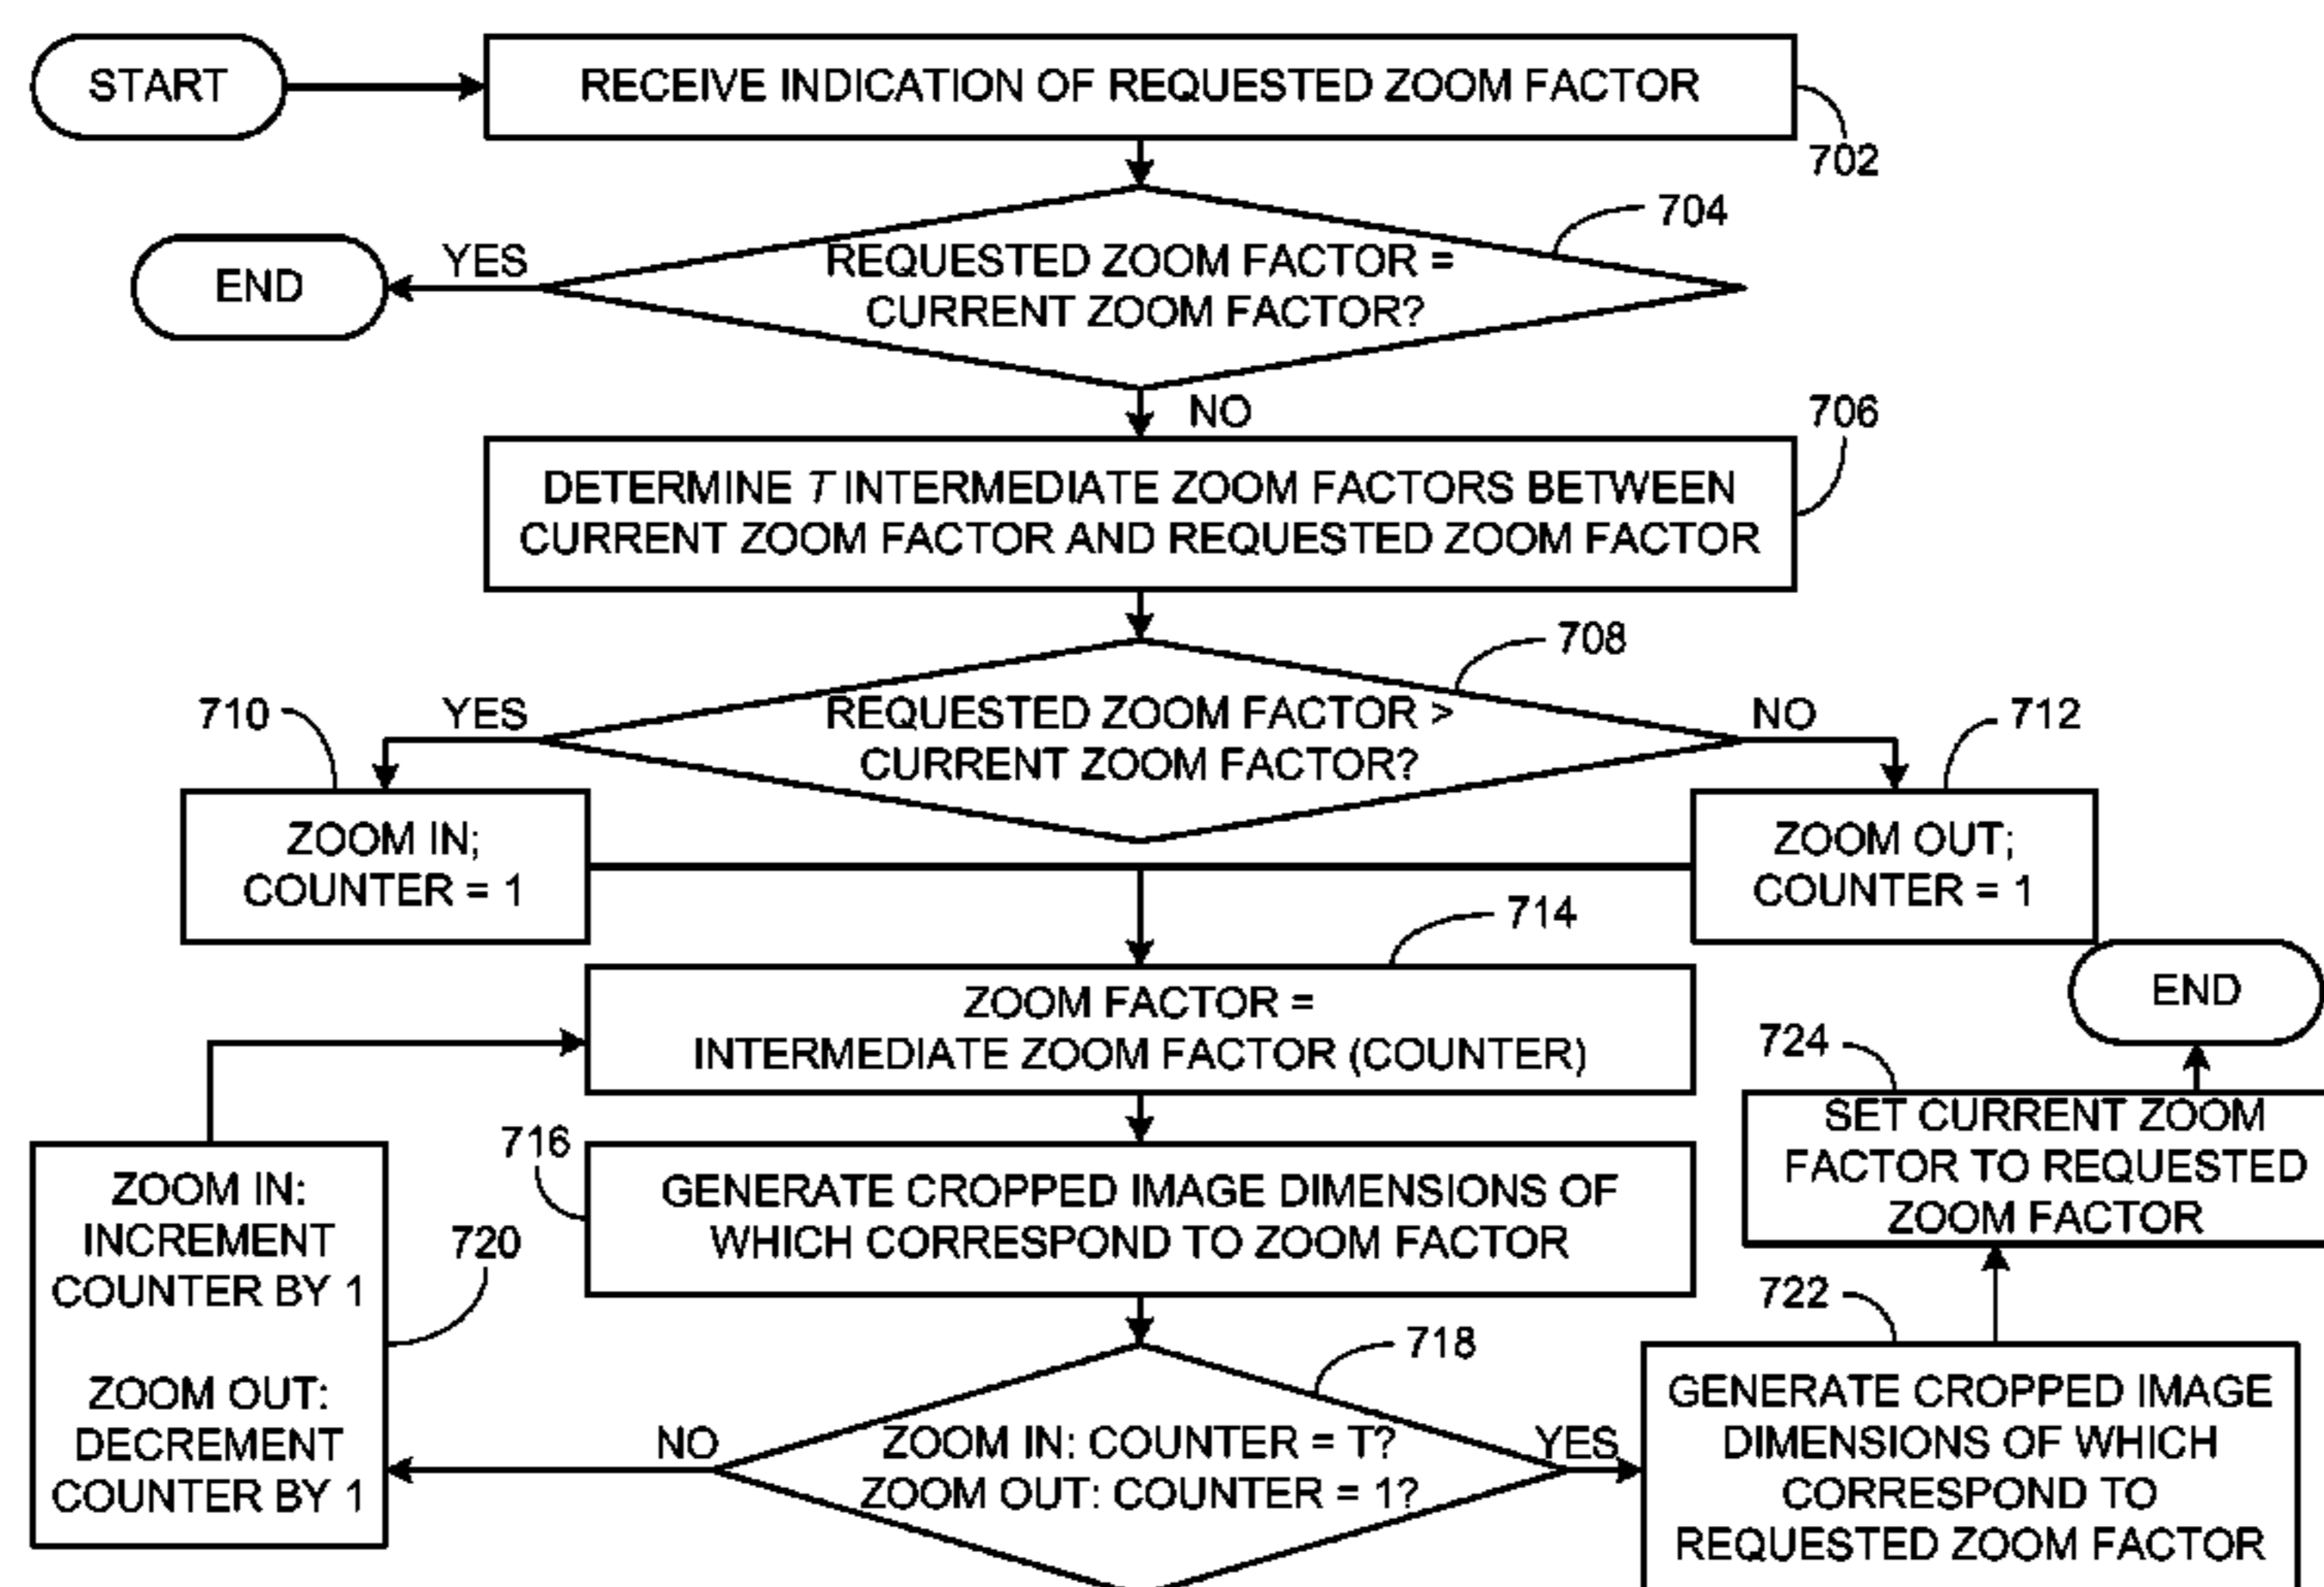 START
RECEIVE INDICATION OF REQUESTED ZOOM FACTOR
702
704
REQUESTED ZOOM FACTOR =
CURRENT ZOOM FACTOR?
YES
END
NO
706
DETERMINE T INTERMEDIATE ZOOM FACTORS BETWEEN
CURRENT ZOOM FACTOR AND REQUESTED ZOOM FACTOR
708
REQUESTED ZOOM FACTOR >
CURRENT ZOOM FACTOR?
YES
NO
710
712
ZOOM IN;
COUNTER = 1
ZOOM OUT;
COUNTER = 1
714
ZOOM FACTOR =
INTERMEDIATE ZOOM FACTOR (COUNTER)
716
GENERATE CROPPED IMAGE DIMENSIONS OF
WHICH CORRESPOND TO ZOOM FACTOR
718
ZOOM IN: COUNTER = T?
ZOOM OUT: COUNTER = 1?
NO
YES
720
ZOOM IN:
INCREMENT
COUNTER BY 1
ZOOM OUT:
DECREMENT
COUNTER BY 1
722
GENERATE CROPPED IMAGE
DIMENSIONS OF WHICH
CORRESPOND TO
REQUESTED ZOOM FACTOR
724
SET CURRENT ZOOM
FACTOR TO REQUESTED
ZOOM FACTOR
END